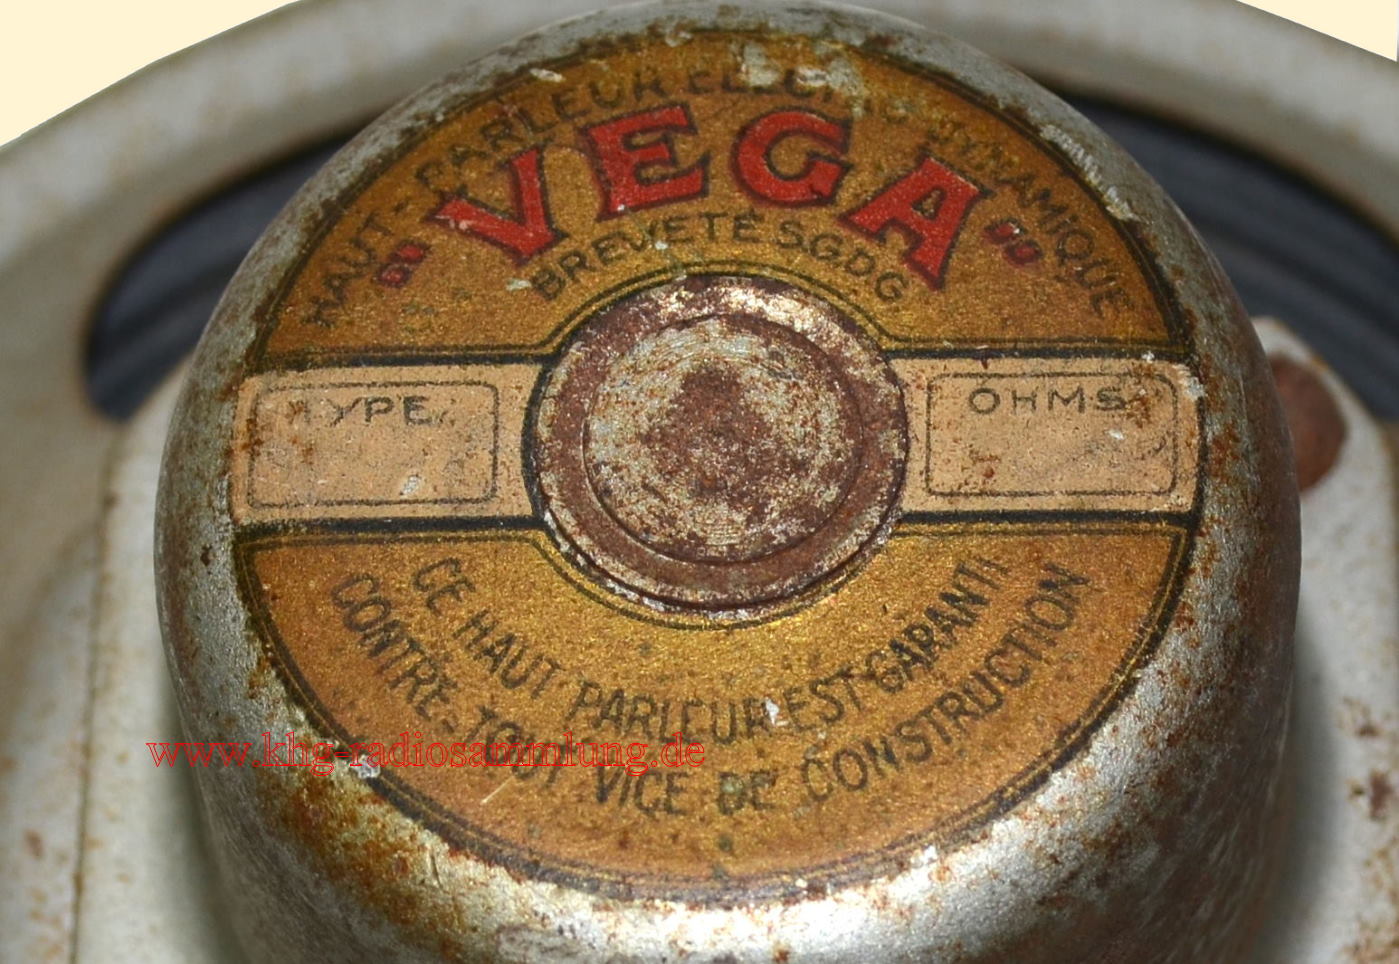 HAUT-PARLEUR ELECTRO DYNAMIQUE
"VEGA"
BREVETÉ S.G.D.G
TYPE
OHMS
CE HAUT PARLEUR EST GARANTI
CONTRE-TOUT VICE DE CONSTRUCTION
www.khg-radiosammlung.de